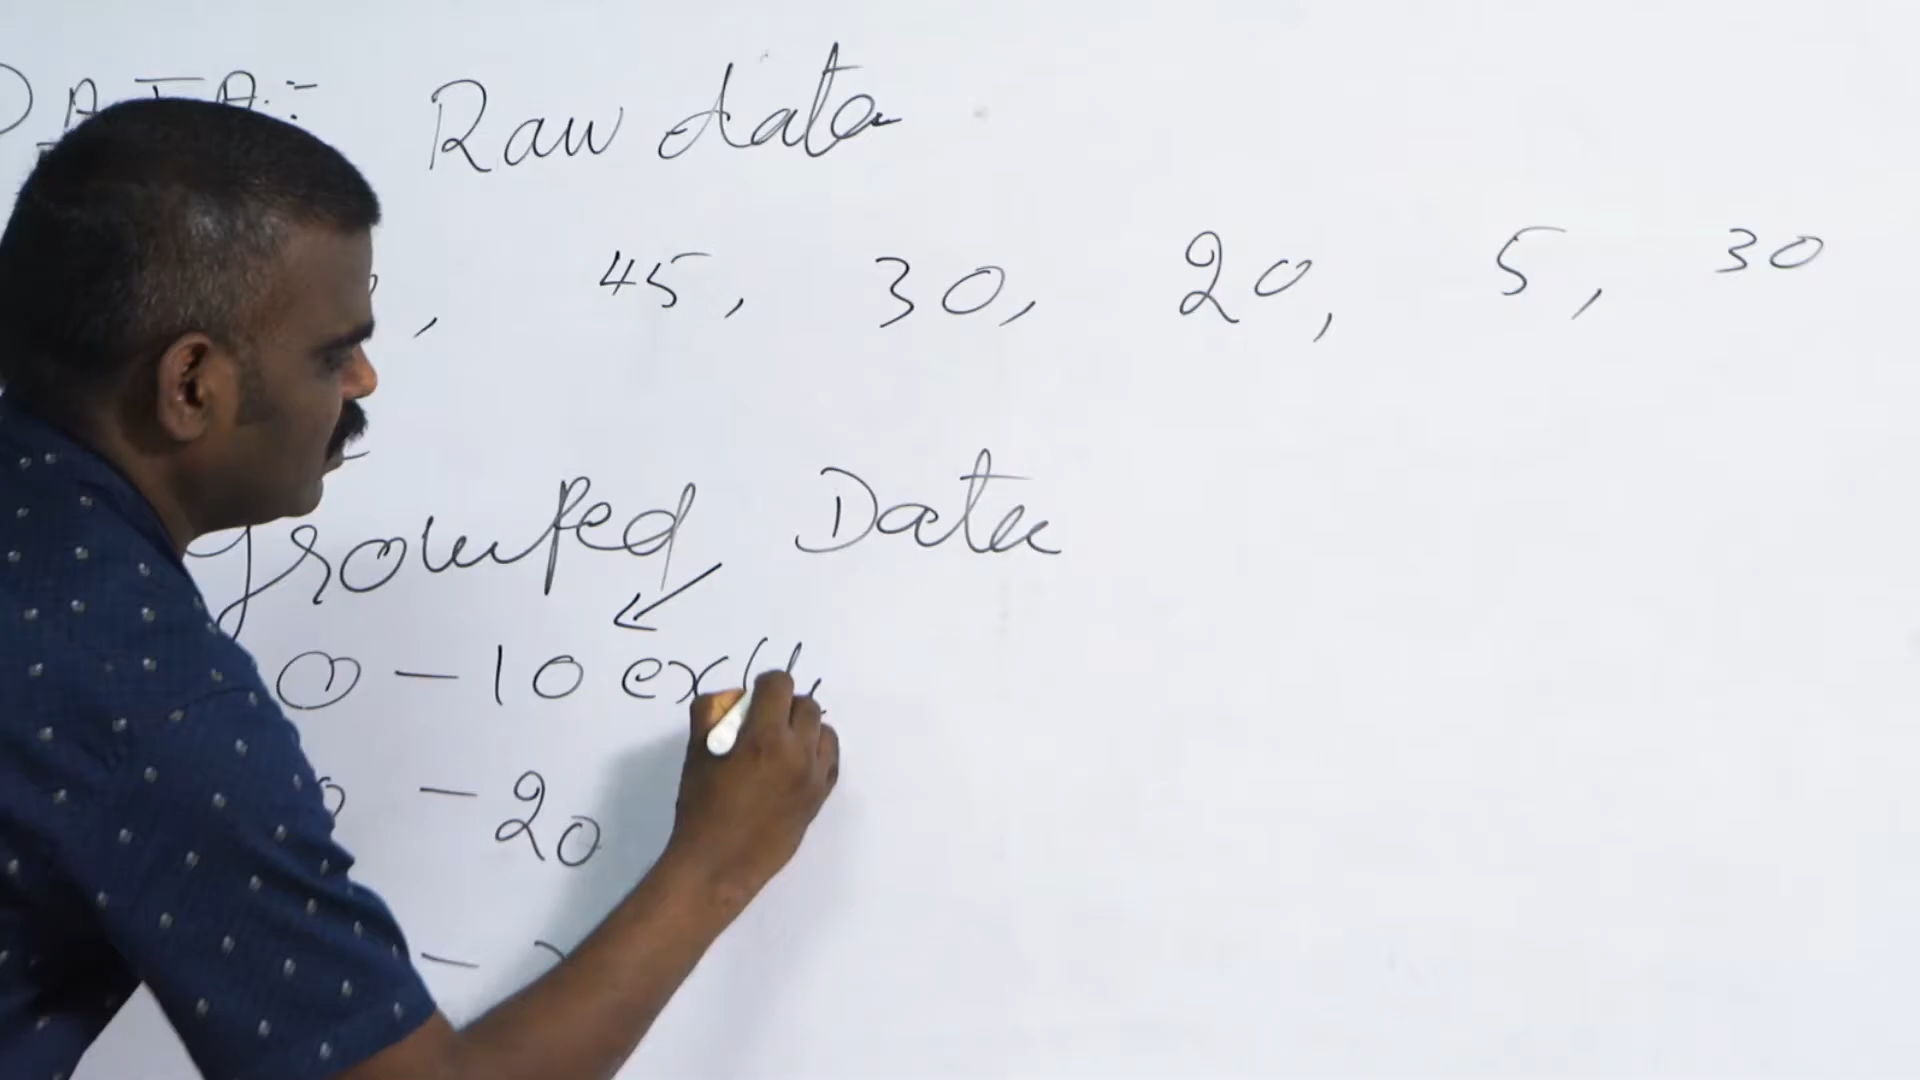 DATA:- Raw data
, 45, 30, 20, 5, 30
grouped Data
0 - 10
- 20
-